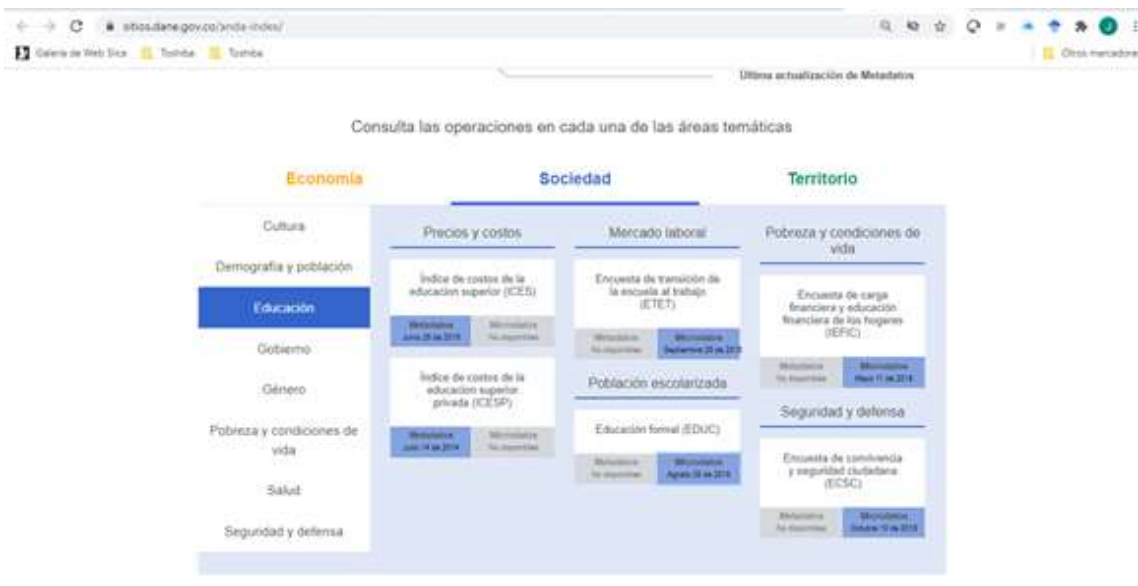 sitios.dane.gov.co/anda-index/
Galería de Web Slice
Toshiba
Toshiba
Otros marcadores
Última actualización de Metadatos
Consulta las operaciones en cada una de las áreas temáticas
Economía
Sociedad
Territorio
Cultura
Demografía y población
Educación
Gobierno
Género
Pobreza y condiciones de
vida
Salud
Seguridad y defensa
Precios y costos
Índice de costos de la
educacion superior (ICES)
Metadatos
Microdatos
No disponibles
Índice de costos de la
educacion superior
privada (ICESP)
Metadatos
Microdatos
No disponibles
Mercado laboral
Encuesta de transición de
la escuela al trabajo
(ETET)
Metadatos
No disponibles
Microdatos
Población escolarizada
Educación formal (EDUC)
Metadatos
No disponibles
Microdatos
Pobreza y condiciones de
vida
Encuesta de carga
financiera y educación
financiera de los hogares
(IEFIC)
Metadatos
No disponibles
Microdatos
Seguridad y defensa
Encuesta de convivencia
y seguridad ciudadana
(ECSC)
Metadatos
No disponibles
Microdatos